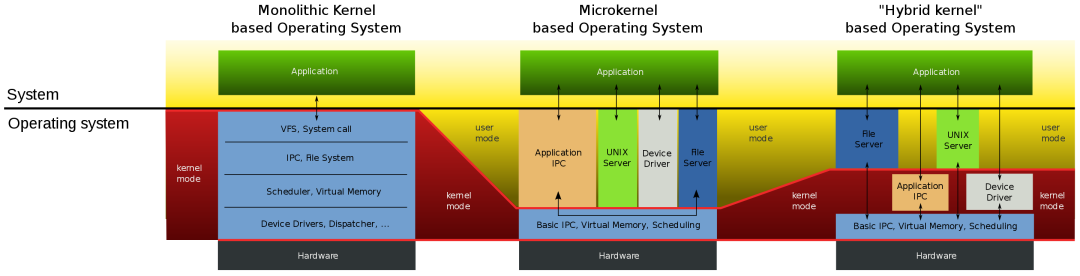 Monolithic Kernel
based Operating System
Microkernel
based Operating System
"Hybrid kernel"
based Operating System
System
Operating system
Application
VFS, System call
IPC, File System
Scheduler, Virtual Memory
Device Drivers, Dispatcher, ...
Hardware
kernel
mode
kernel
mode
user
mode
Application
Application
IPC
UNIX
Server
Device
Driver
File
Server
Basic IPC, Virtual Memory, Scheduling
Hardware
user
mode
kernel
mode
Application
File
Server
UNIX
Server
Application
IPC
Device
Driver
Basic IPC, Virtual Memory, Scheduling
Hardware
user
mode
kernel
mode